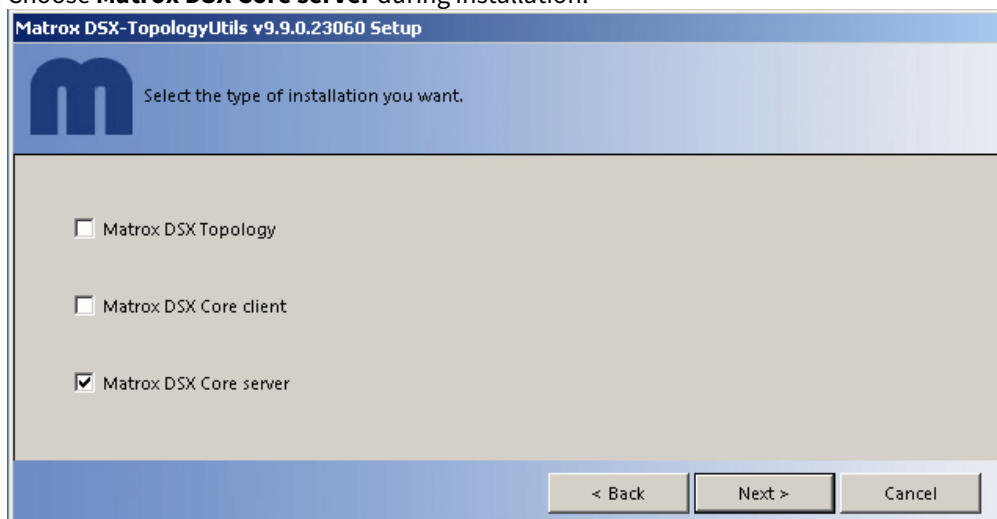 Choose Matrox DSX Core server during installation.
Matrox DSX-TopologyUtils v9.9.0.23060 Setup
Select the type of installation you want.
Matrox DSX Topology
Matrox DSX Core client
Matrox DSX Core server
< Back Next > Cancel